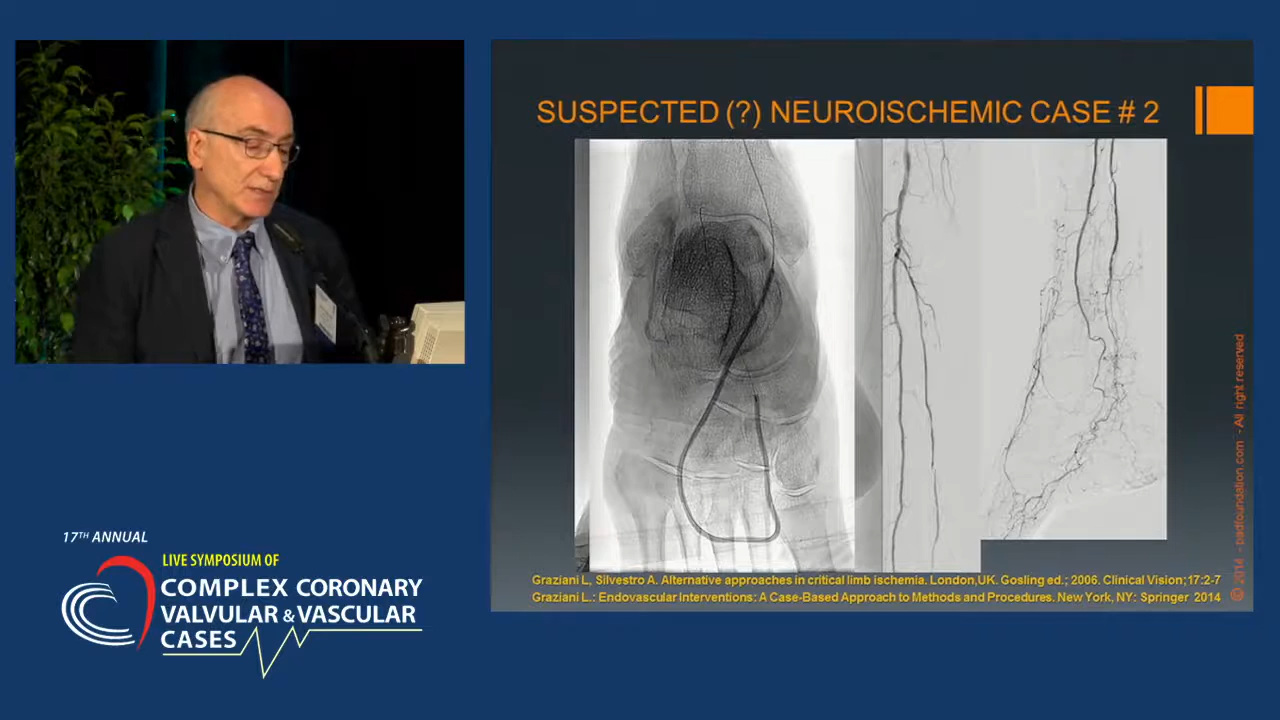 SUSPECTED (?) NEUROISCHEMIC CASE # 2
Graziani L, Silvestro A. Alternative approaches in critical limb ischemia. London,UK. Gosling ed.; 2006. Clinical Vision;17:2-7
Graziani L.: Endovascular Interventions: A Case-Based Approach to Methods and Procedures. New York, NY: Springer 2014
© 2014 - badfoundation.com - All right reserved
17TH ANNUAL
LIVE SYMPOSIUM OF
COMPLEX CORONARY
VALVULAR & VASCULAR
CASES